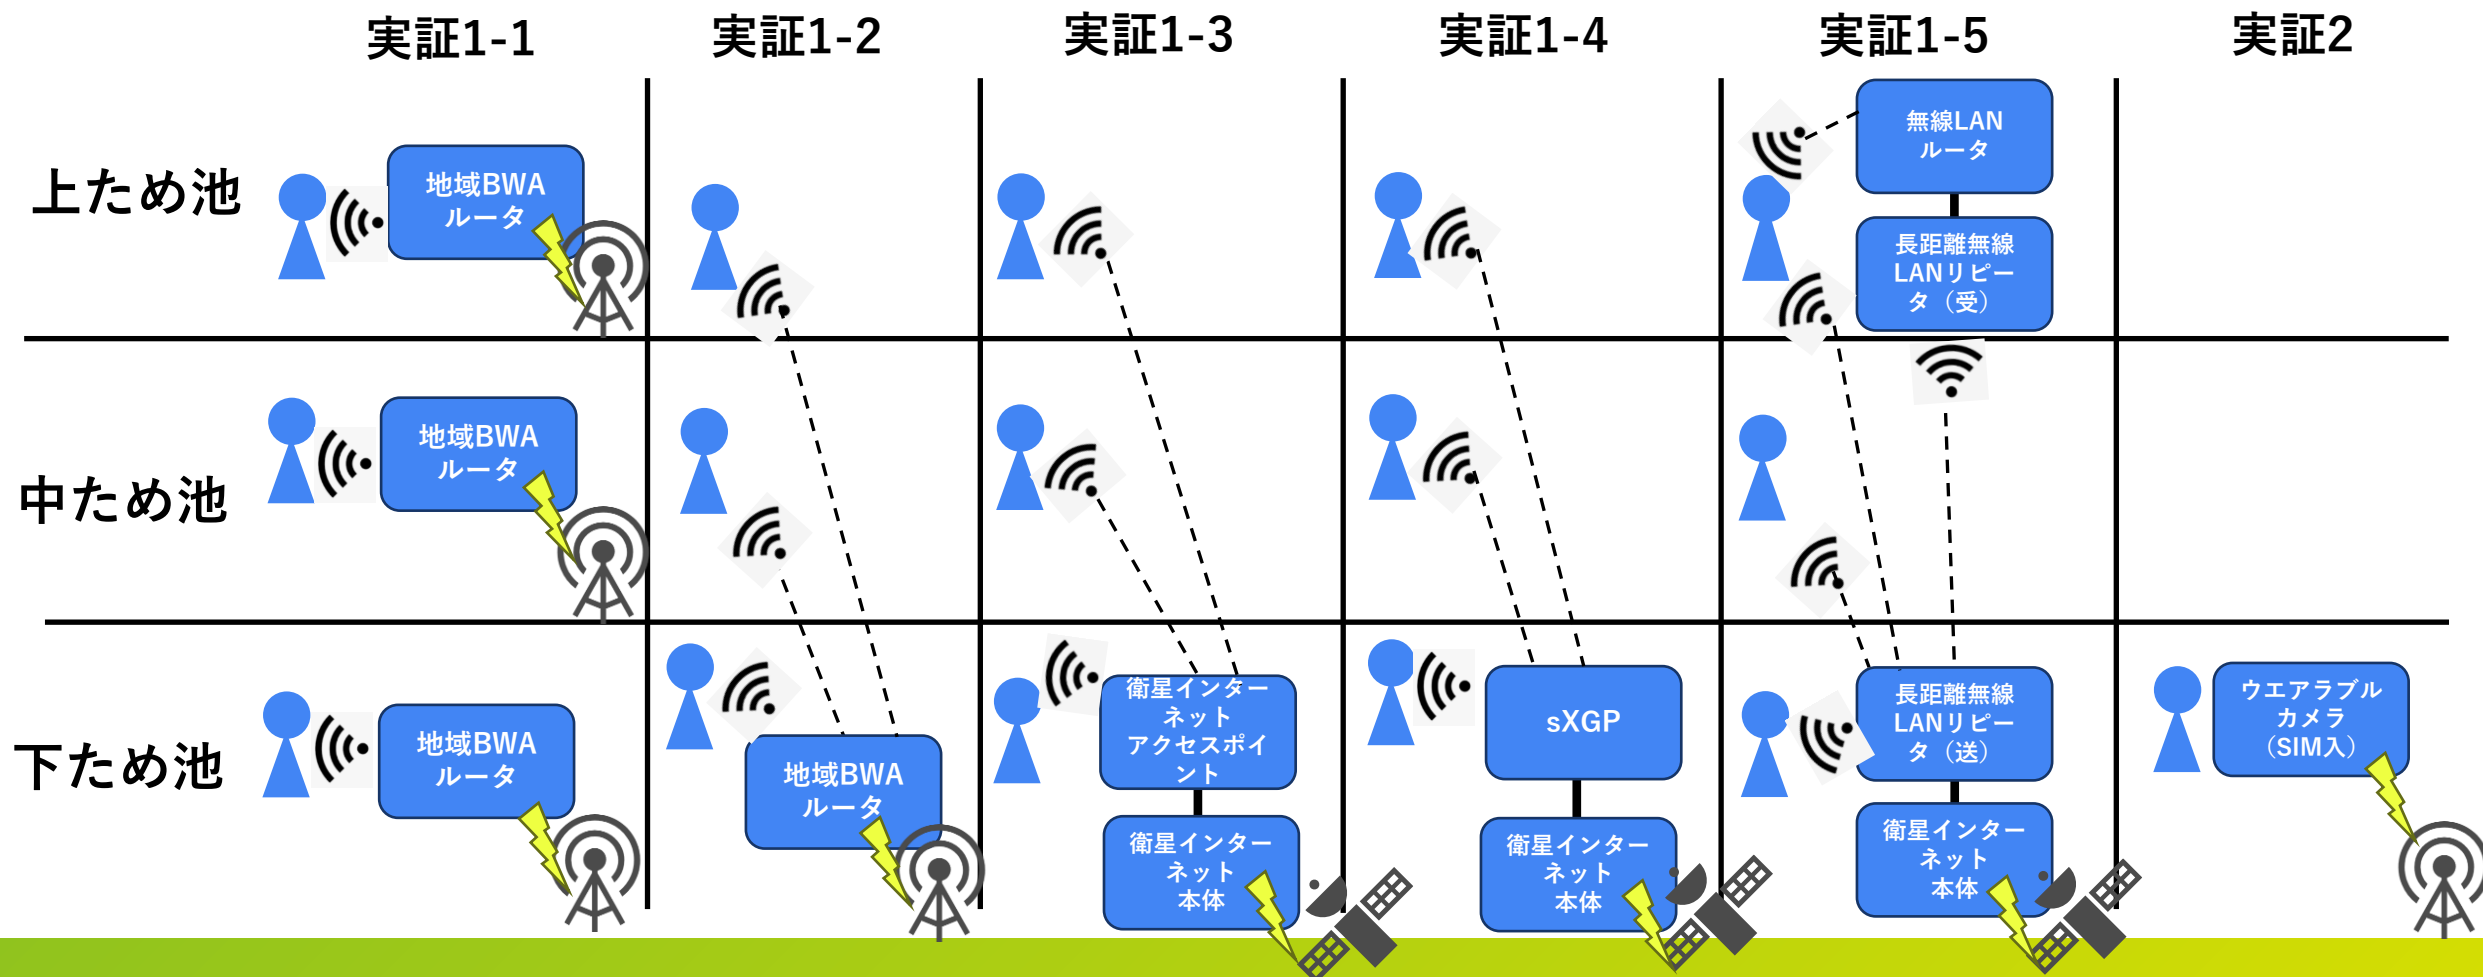 実証1-1
実証1-2
実証1-3
実証1-4
実証1-5
実証2
上ため池
地域BWA
ルータ
無線LAN
ルータ
長距離無線
LANリピー
タ（受）
中ため池
地域BWA
ルータ
下ため池
地域BWA
ルータ
地域BWA
ルータ
衛星インター
ネット
アクセスポイ
ント
衛星インター
ネット
本体
sXGP
衛星インター
ネット
本体
長距離無線
LANリピー
タ（送）
衛星インター
ネット
本体
ウエアラブル
カメラ
（SIM入）